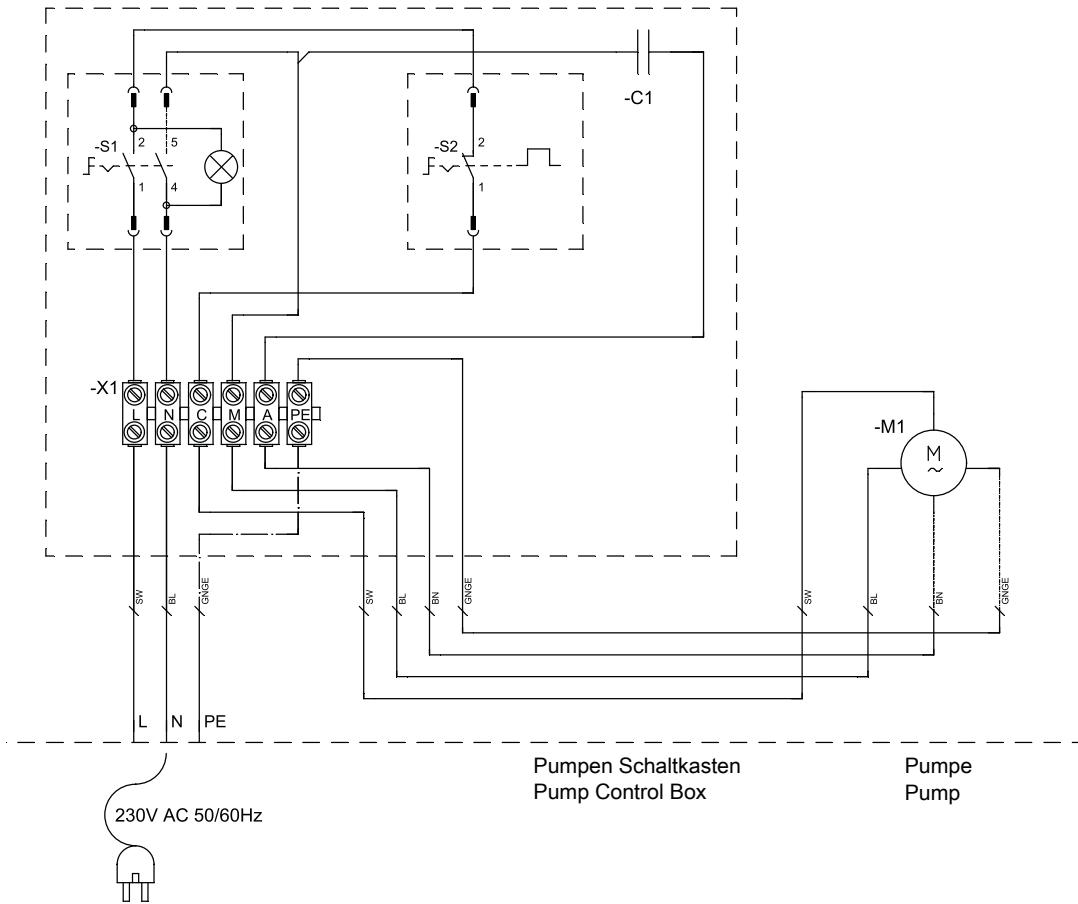 -C1
-S1
2
5
1
4
-S2
2
1
-X1
L
N
C
M
A
PE
-M1
M
~
SW
BL
GNGE
SW
BL
BN
GNGE
SW
BL
BN
GNGE
L
N
PE
Pumpen Schaltkasten
Pump Control Box
Pumpe
Pump
230V AC 50/60Hz